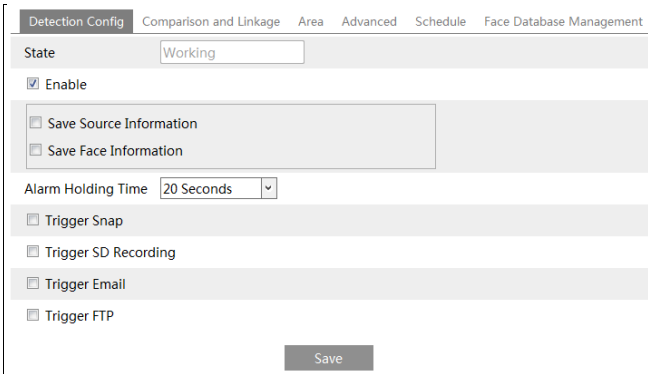 Detection Config Comparison and Linkage Area Advanced Schedule Face Database Management
State Working
Enable
Save Source Information
Save Face Information
Alarm Holding Time 20 Seconds
Trigger Snap
Trigger SD Recording
Trigger Email
Trigger FTP
Save